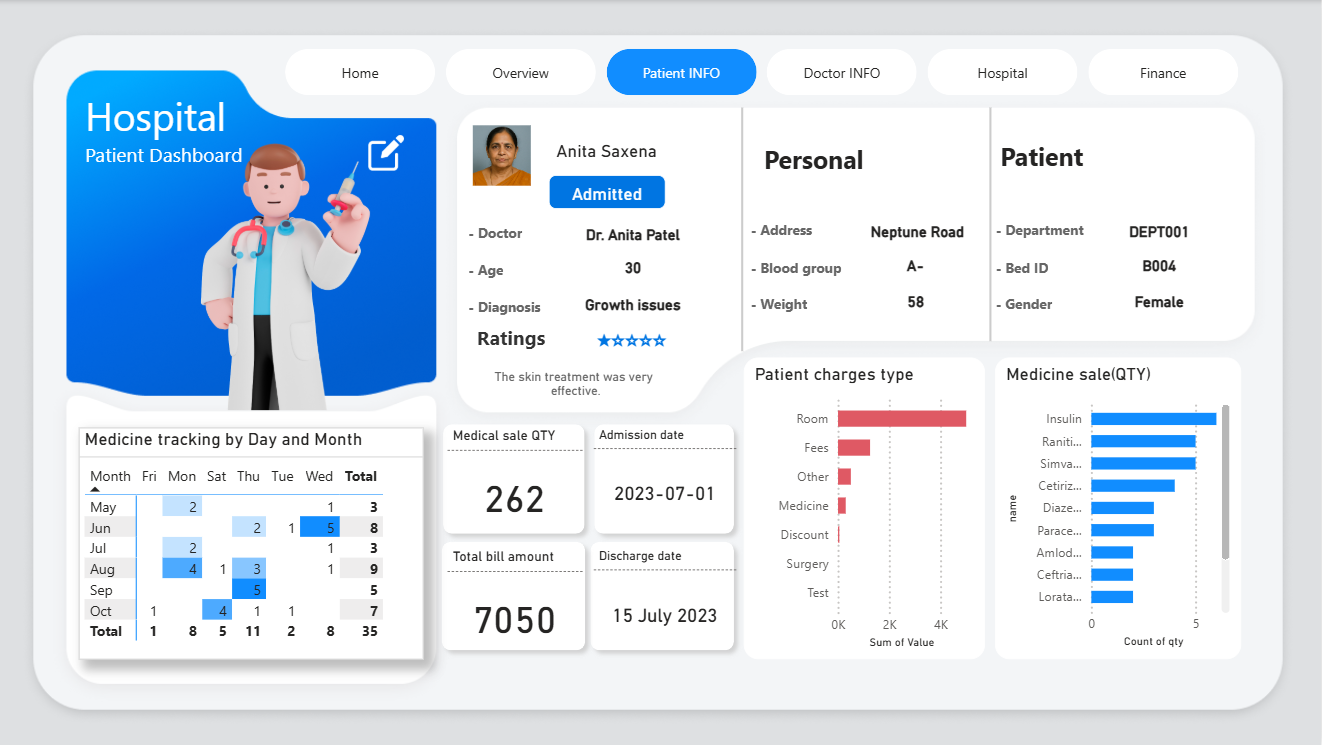 Home
Overview
Patient INFO
Doctor INFO
Hospital
Finance
Hospital
Patient Dashboard
Anita Saxena
Admitted
- Doctor Dr. Anita Patel
- Age 30
- Diagnosis Growth issues
Ratings ★☆☆☆☆
The skin treatment was very
effective.
Personal
- Address Neptune Road
- Blood group A-
- Weight 58
Patient
- Department DEPT001
- Bed ID B004
- Gender Female
Medicine tracking by Day and Month
Month Fri Mon Sat Thu Tue Wed Total
May 2 1 3
Jun 2 1 5 8
Jul 2 1 3
Aug 4 1 3 1 9
Sep 5 5
Oct 1 4 1 1 7
Total 1 8 5 11 2 8 35
Medical sale QTY
262
Admission date
2023-07-01
Total bill amount
7050
Discharge date
15 July 2023
Patient charges type
Room
Fees
Other
Medicine
Discount
Surgery
Test
0K 2K 4K
Sum of Value
Medicine sale(QTY)
name
Insulin
Raniti...
Simva...
Cetiriz...
Diaze...
Parace...
Amlod...
Ceftria...
Lorata...
0 5
Count of qty